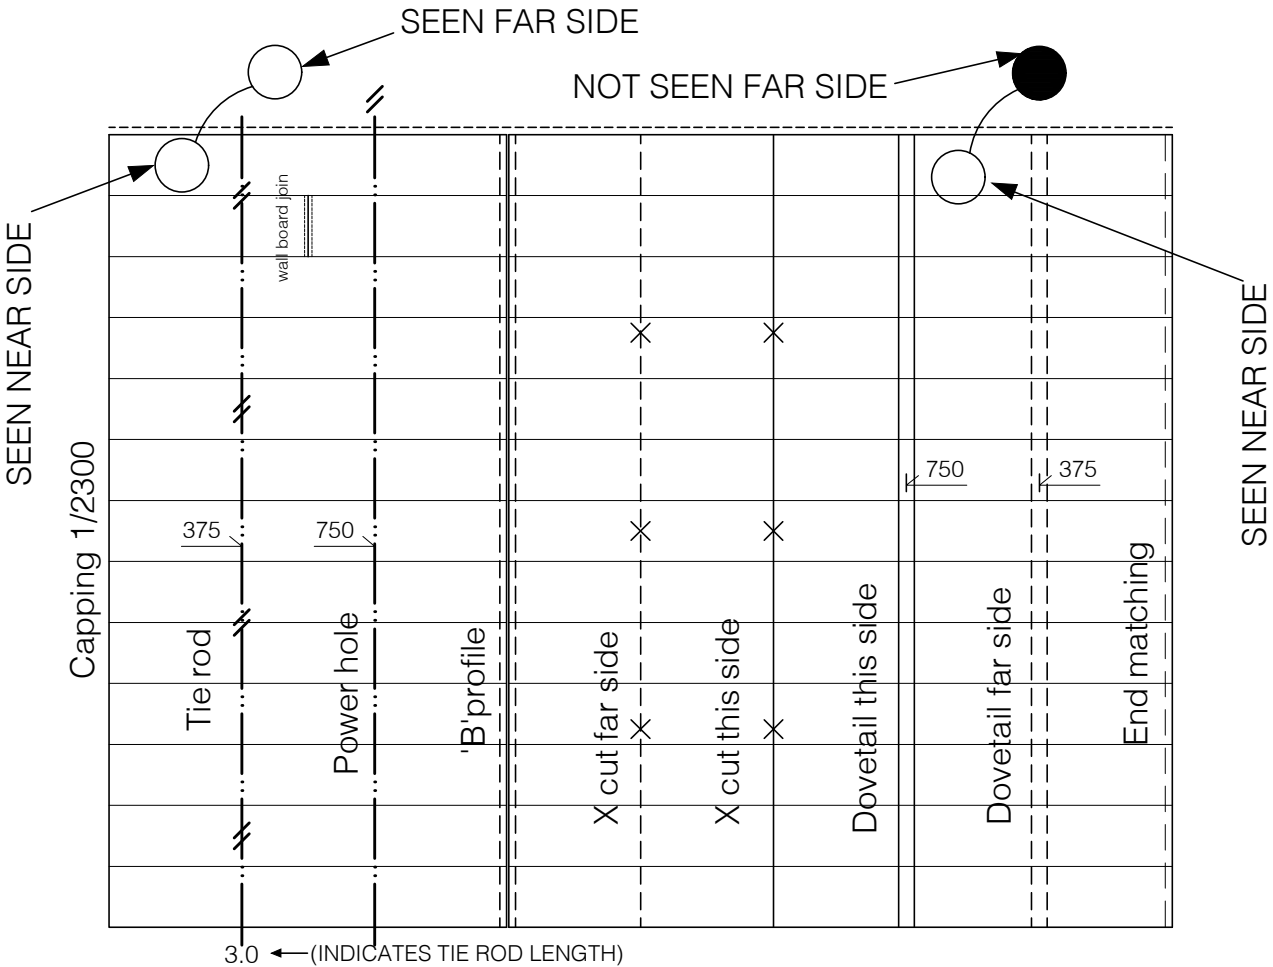 SEEN FAR SIDE
NOT SEEN FAR SIDE
SEEN NEAR SIDE
wall board join
SEEN NEAR SIDE
Capping 1/2300
375
750
750
375
Tie rod
Power hole
'B'profile
X cut far side
X cut this side
Dovetail this side
Dovetail far side
End matching
3.0
(INDICATES TIE ROD LENGTH)